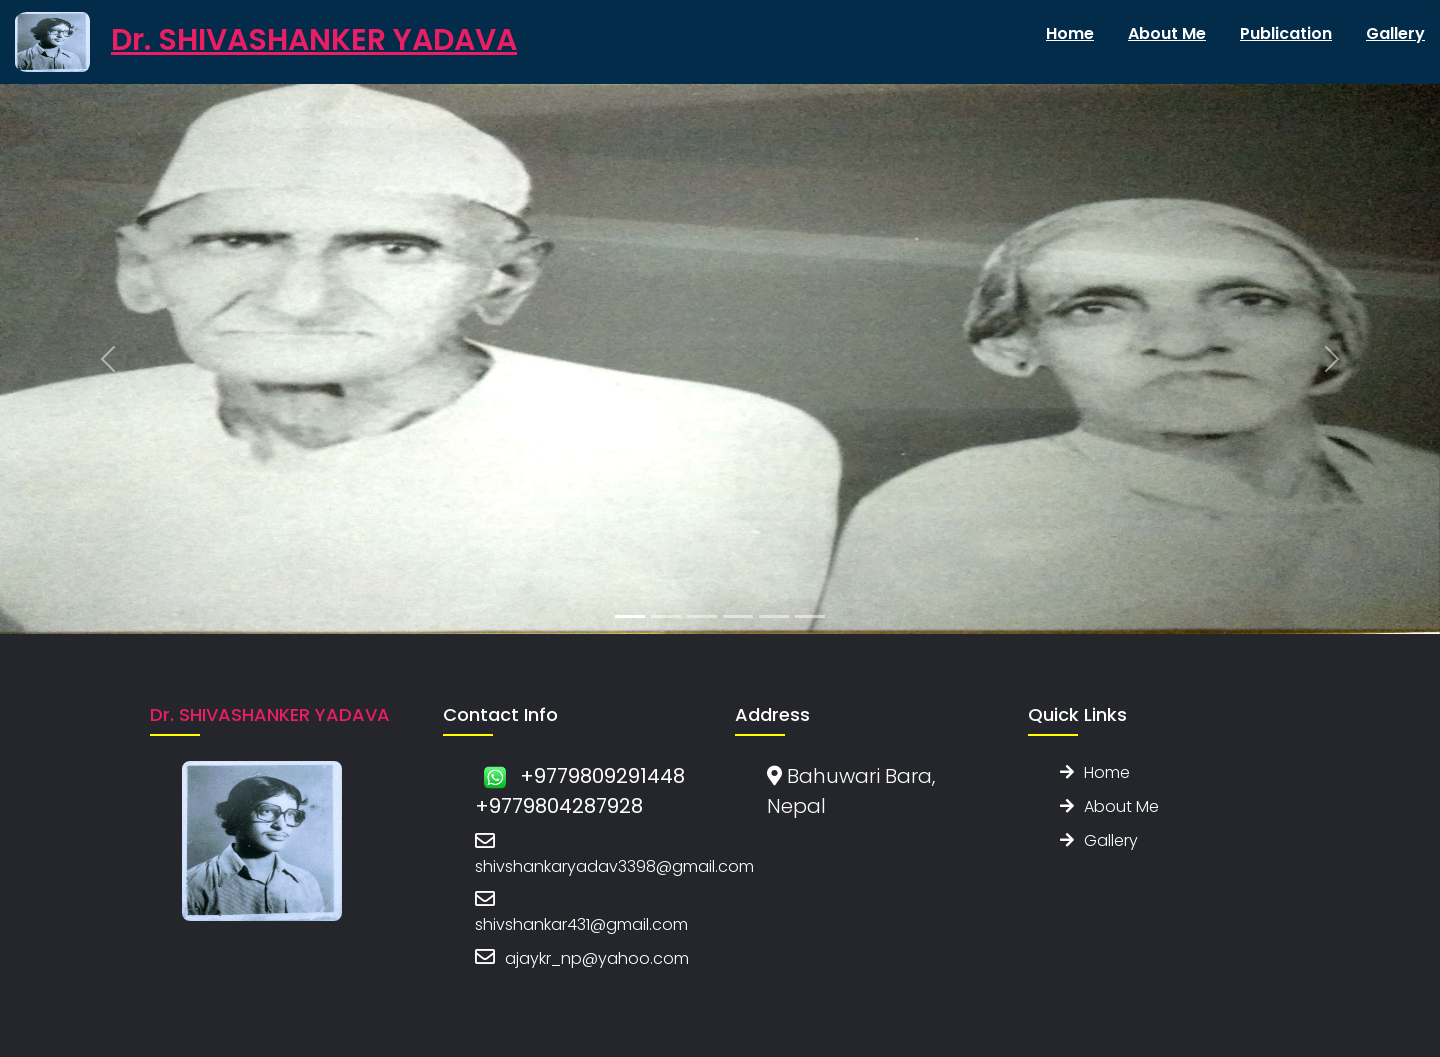 Dr. SHIVASHANKER YADAVA
Home About Me Publication Gallery
Dr. SHIVASHANKER YADAVA
Contact Info
+9779809291448
+9779804287928
shivshankaryadav3398@gmail.com
shivshankar431@gmail.com
ajaykr_np@yahoo.com
Address
Bahuwari Bara,
Nepal
Quick Links
Home
About Me
Gallery